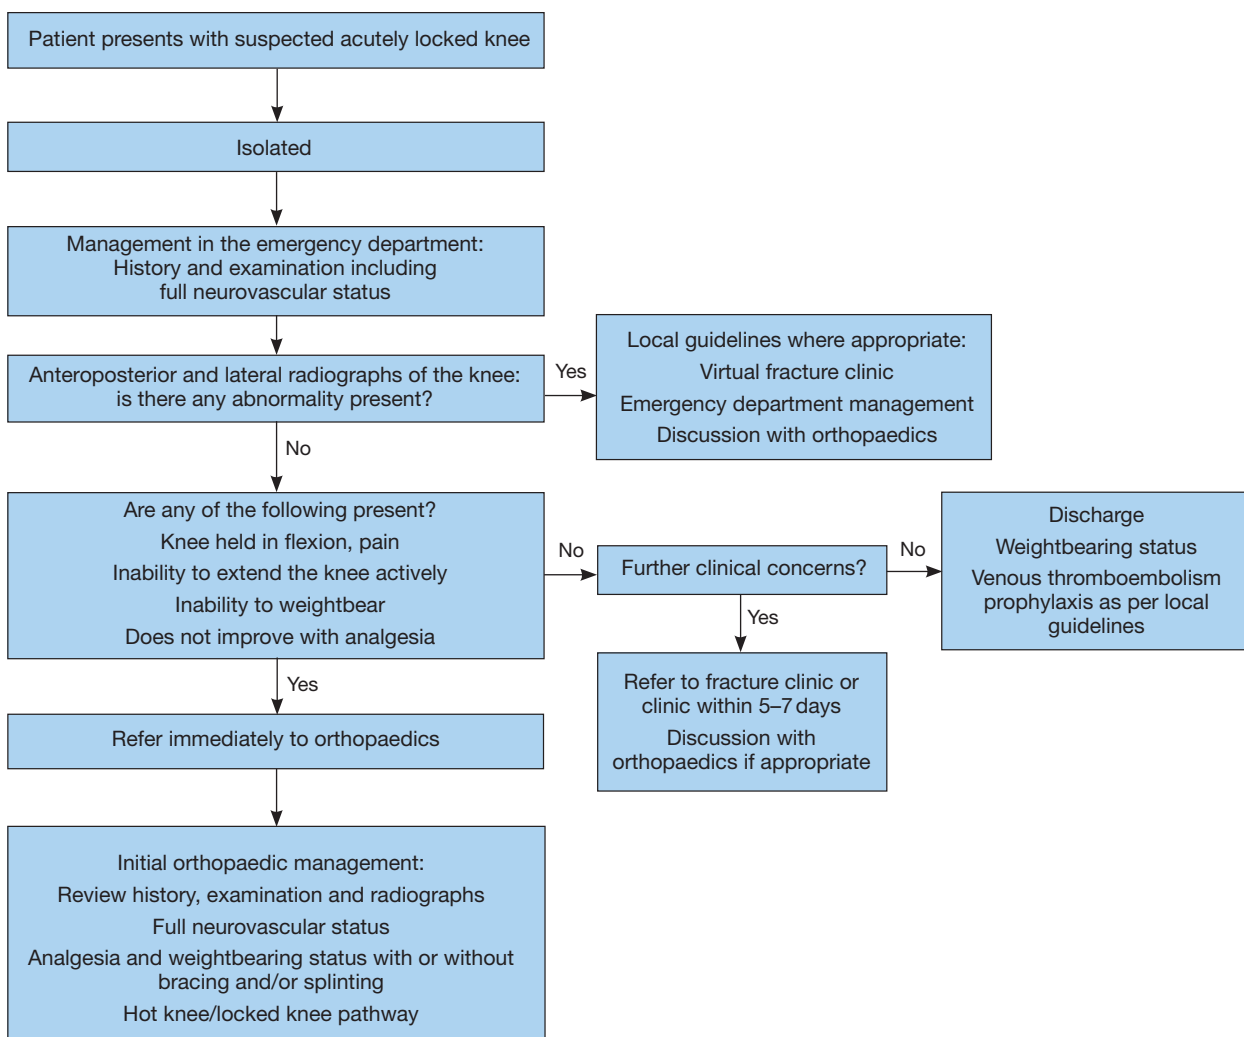 Patient presents with suspected acutely locked knee
Isolated
Management in the emergency department:
History and examination including
full neurovascular status
Anteroposterior and lateral radiographs of the knee:
is there any abnormality present?
Yes
Local guidelines where appropriate:
Virtual fracture clinic
Emergency department management
Discussion with orthopaedics
No
Are any of the following present?
Knee held in flexion, pain
Inability to extend the knee actively
Inability to weightbear
Does not improve with analgesia
No
Further clinical concerns?
No
Discharge
Weightbearing status
Venous thromboembolism
prophylaxis as per local
guidelines
Yes
Refer to fracture clinic or
clinic within 5–7 days
Discussion with
orthopaedics if appropriate
Yes
Refer immediately to orthopaedics
Initial orthopaedic management:
Review history, examination and radiographs
Full neurovascular status
Analgesia and weightbearing status with or without
bracing and/or splinting
Hot knee/locked knee pathway